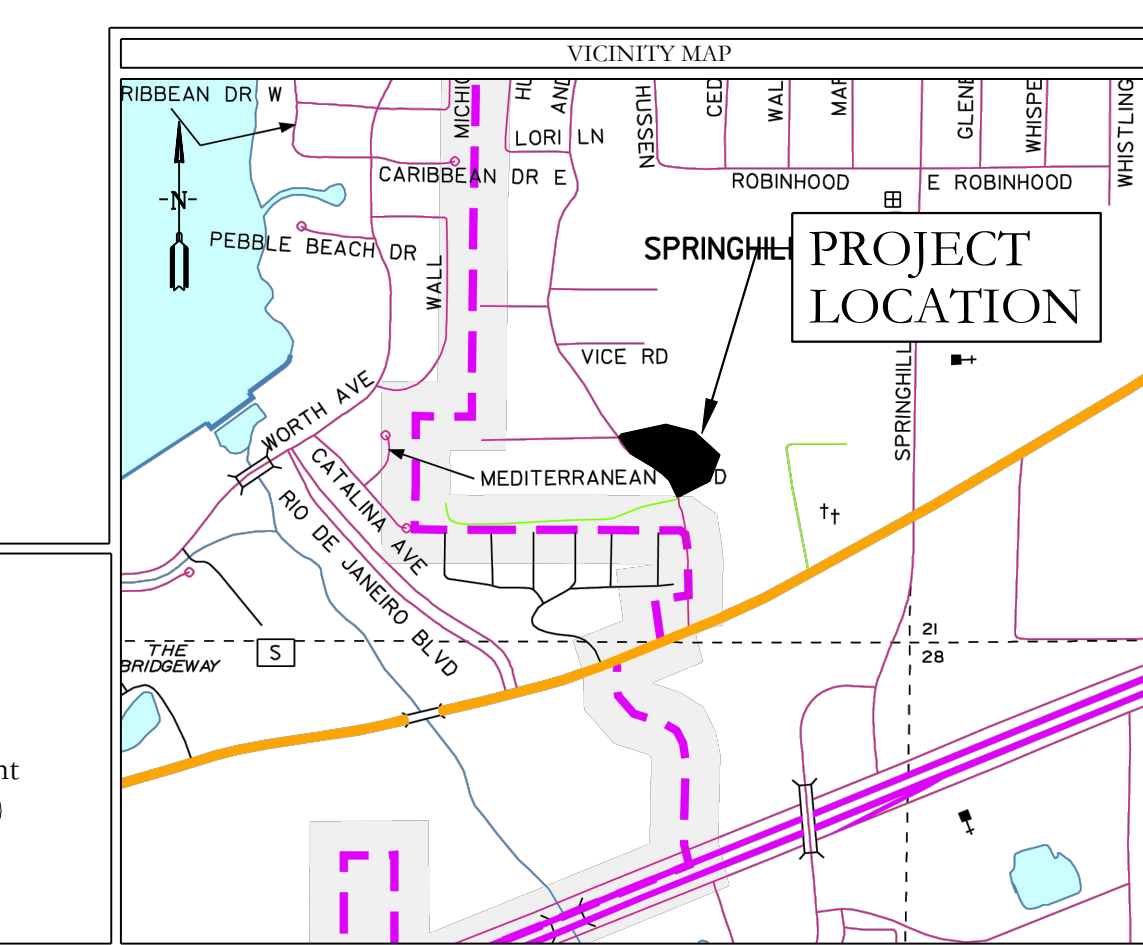 VICINITY MAP
RIBBEAN DR W
MICHIC
HU
AND
LORI LN
HUSSEN
CED
WAL
MAR
GLENE
WHISPE
WHISTLING
CARIBBEAN DR E
ROBINHOOD
E ROBINHOOD
-N-
PEBBLE BEACH DR
WALL
SPRINGHIL
PROJECT
LOCATION
VICE RD
SPRINGHILL
WORTH AVE
CATALINA AVE
MEDITERRANEAN
D
RIO DE JANEIRO BLVD
21
28
THE
BRIDGEWAY
S
nt
)